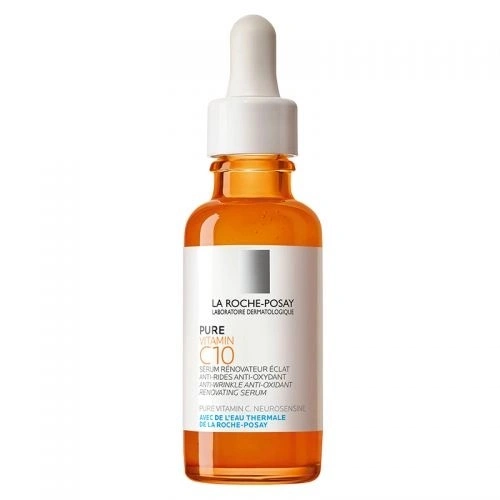 LA ROCHE-POSAY
LABORATOIRE DERMATOLOGIQUE
PURE
VITAMIN
C10
SÉRUM RÉNOVATEUR ÉCLAT
ANTI-RIDES ANTI-OXYDANT
ANTI-WRINKLE ANTI-OXIDANT
RENOVATING SERUM
PURE VITAMIN C. NEUROSENSINE
AVEC DE L'EAU THERMALE
DE LA ROCHE-POSAY